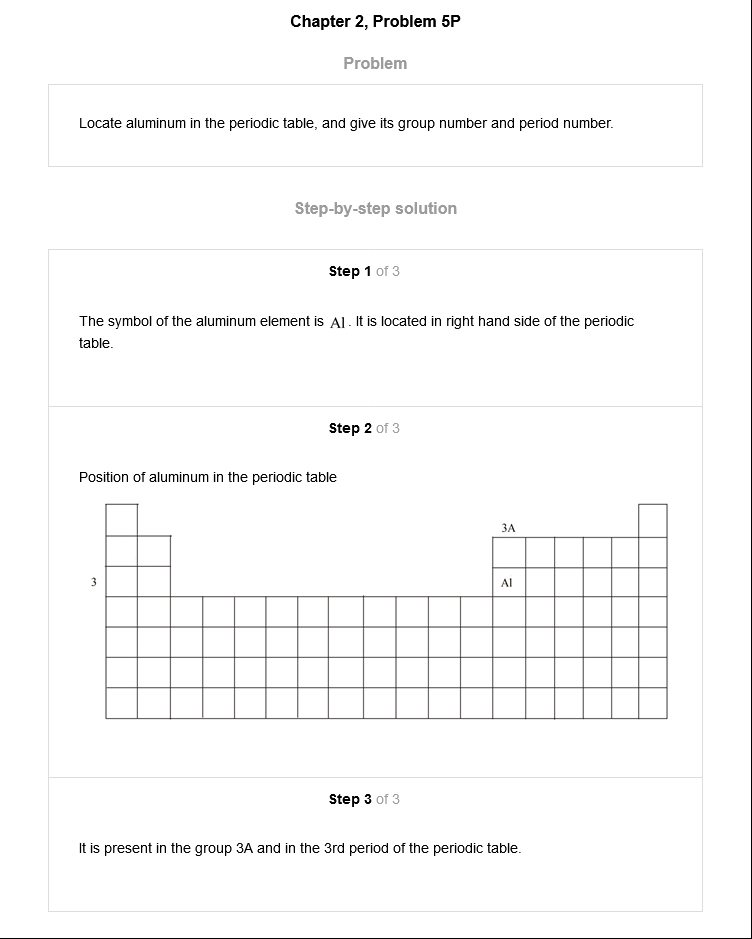 Chapter 2, Problem 5P
Problem
Locate aluminum in the periodic table, and give its group number and period number.
Step-by-step solution
Step 1 of 3
The symbol of the aluminum element is Al. It is located in right hand side of the periodic
table.
Step 2 of 3
Position of aluminum in the periodic table
3A
3
Al
Step 3 of 3
It is present in the group 3A and in the 3rd period of the periodic table.